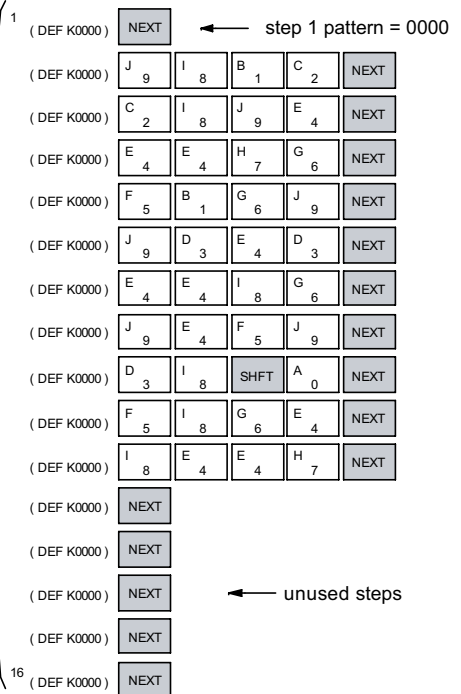 1 ( DEF K0000 ) NEXT step 1 pattern = 0000
( DEF K0000 ) J 9 I 8 B 1 C 2 NEXT
( DEF K0000 ) C 2 I 8 J 9 E 4 NEXT
( DEF K0000 ) E 4 E 4 H 7 G 6 NEXT
( DEF K0000 ) F 5 B 1 G 6 J 9 NEXT
( DEF K0000 ) J 9 D 3 E 4 D 3 NEXT
( DEF K0000 ) E 4 E 4 I 8 G 6 NEXT
( DEF K0000 ) J 9 E 4 F 5 J 9 NEXT
( DEF K0000 ) D 3 I 8 SHFT A 0 NEXT
( DEF K0000 ) F 5 I 8 G 6 E 4 NEXT
( DEF K0000 ) I 8 E 4 E 4 H 7 NEXT
( DEF K0000 ) NEXT
( DEF K0000 ) NEXT
( DEF K0000 ) NEXT unused steps
( DEF K0000 ) NEXT
16 ( DEF K0000 ) NEXT